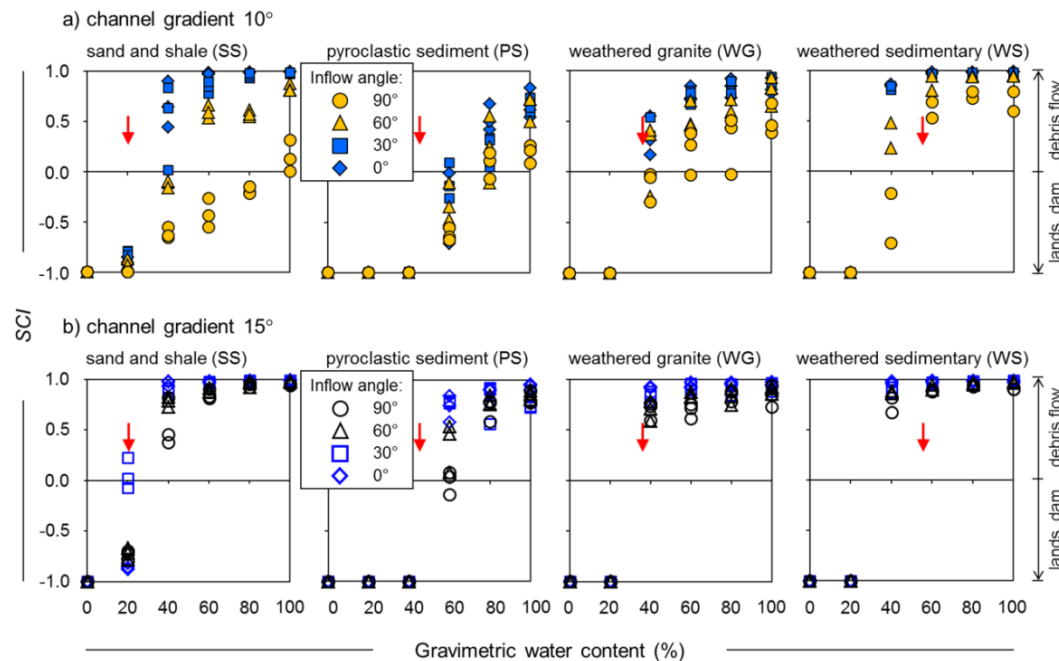 a) channel gradient 10°
sand and shale (SS)
pyroclastic sediment (PS)
weathered granite (WG)
weathered sedimentary (WS)
1.0
0.5
0.0
-0.5
-1.0
Inflow angle:
90°
60°
30°
0°
debris flow
lands. dam
SCI
b) channel gradient 15°
sand and shale (SS)
pyroclastic sediment (PS)
weathered granite (WG)
weathered sedimentary (WS)
1.0
0.5
0.0
-0.5
-1.0
Inflow angle:
90°
60°
30°
0°
debris flow
lands. dam
0 20 40 60 80 100
0 20 40 60 80 100
0 20 40 60 80 100
0 20 40 60 80 100
Gravimetric water content (%)